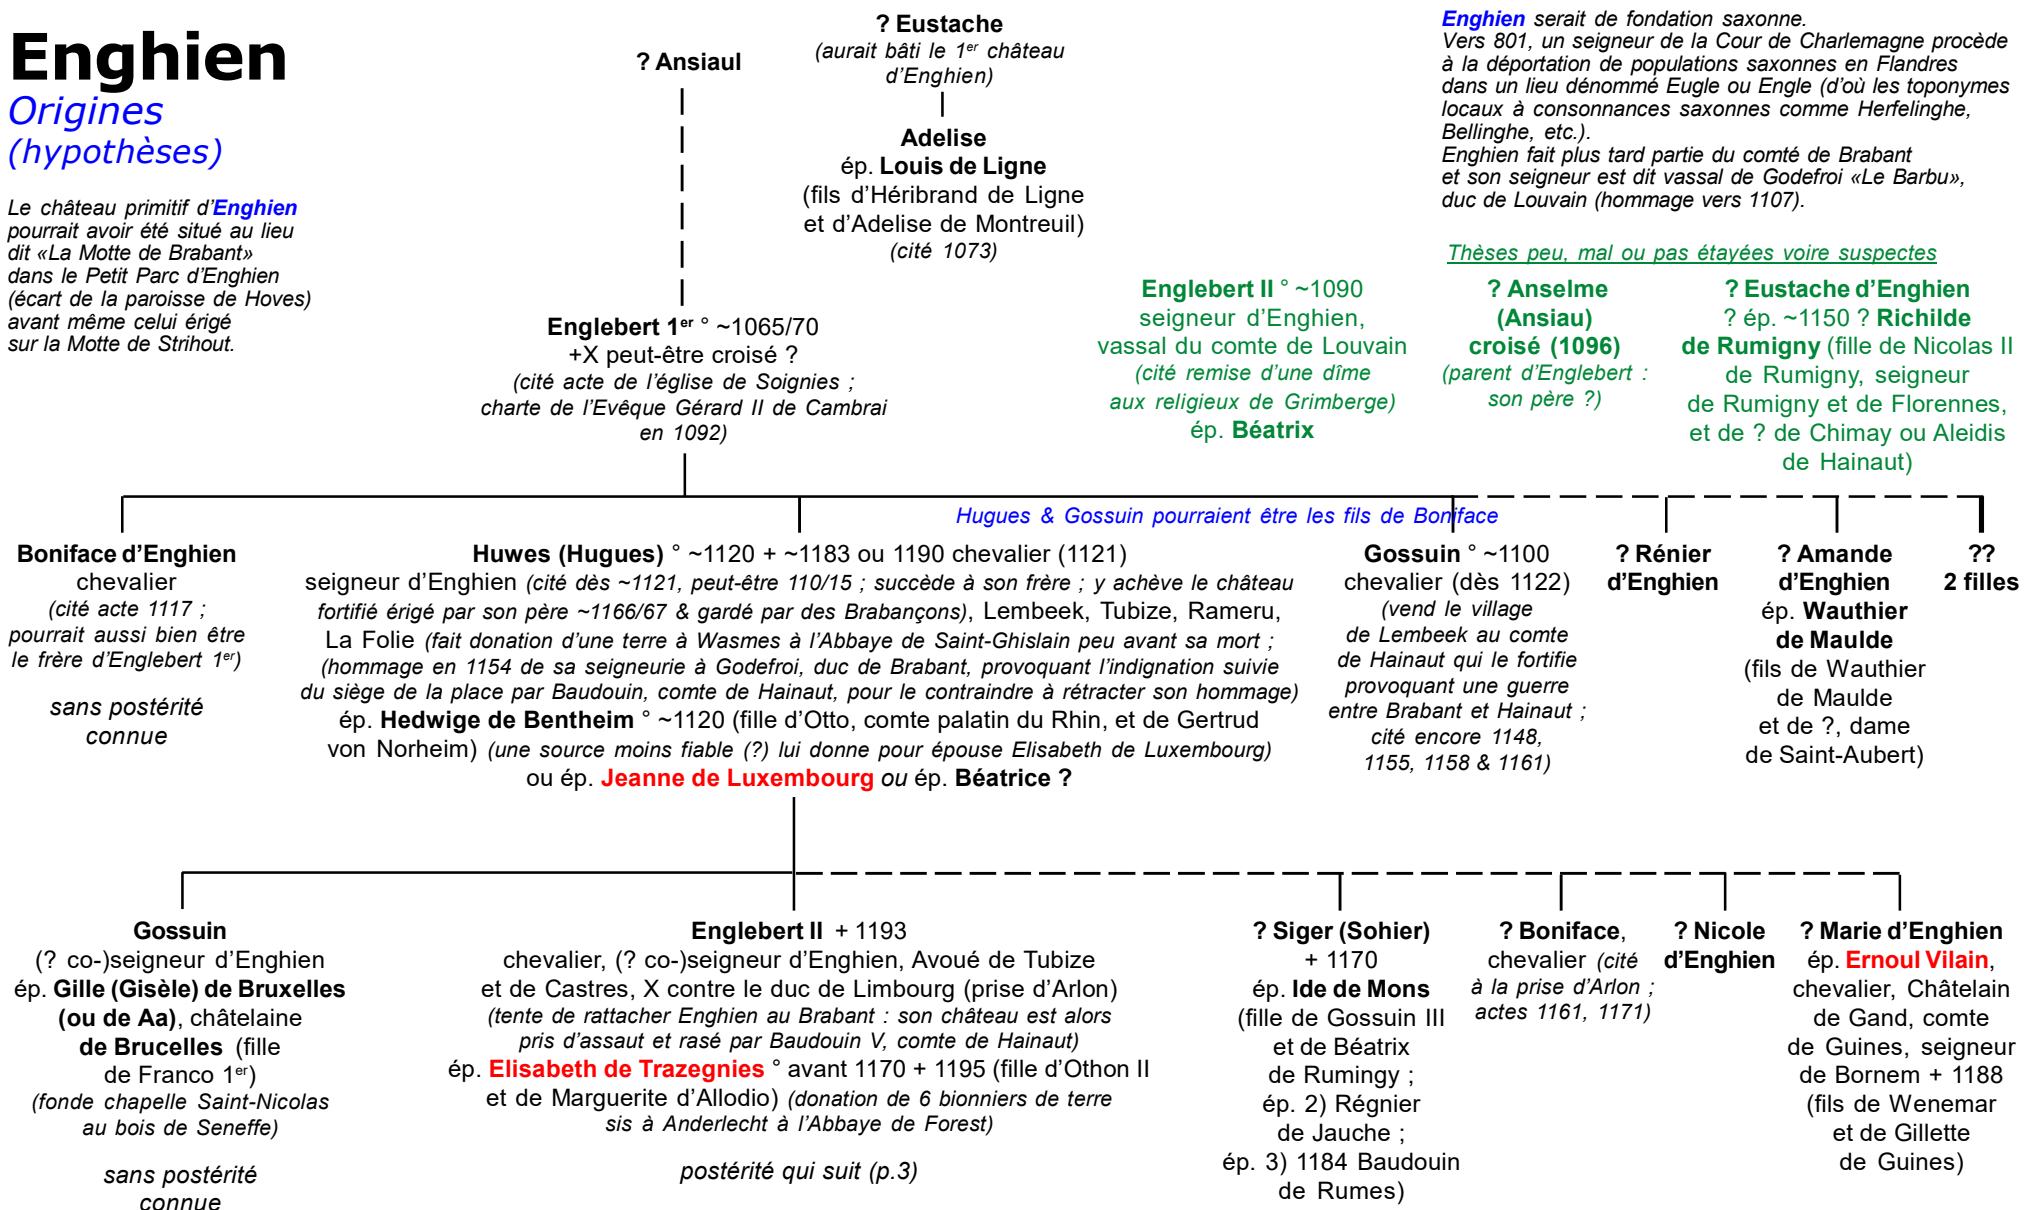 Enghien
Origines
(hypothèses)
Le château primitif d’Enghien
pourrait avoir été situé au lieu
dit «La Motte de Brabant»
dans le Petit Parc d’Enghien
(écart de la paroisse de Hoves)
avant même celui érigé
sur la Motte de Strihout.
? Ansiaul
? Eustache
(aurait bâti le 1er château
d’Enghien)
Adelise
ép. Louis de Ligne
(fils d’Héribrand de Ligne
et d’Adelise de Montreuil)
(cité 1073)
Enghien serait de fondation saxonne.
Vers 801, un seigneur de la Cour de Charlemagne procède
à la déportation de populations saxonnes en Flandres
dans un lieu dénommé Eugle ou Engle (d’où les toponymes
locaux à consonnances saxonnes comme Herfelinghe,
Bellinghe, etc.).
Enghien fait plus tard partie du comté de Brabant
et son seigneur est dit vassal de Godefroi «Le Barbu»,
duc de Louvain (hommage vers 1107).
Thèses peu, mal ou pas étayées voire suspectes
Englebert 1er ° ~1065/70
+X peut-être croisé ?
(cité acte de l’église de Soignies ;
charte de l’Evêque Gérard II de Cambrai
en 1092)
Englebert II ° ~1090
seigneur d’Enghien,
vassal du comte de Louvain
(cité remise d’une dîme
aux religieux de Grimberge)
ép. Béatrix
? Anselme
(Ansiau)
croisé (1096)
(parent d’Englebert :
son père ?)
? Eustache d’Enghien
? ép. ~1150 ? Richilde
de Rumigny (fille de Nicolas II
de Rumigny, seigneur
de Rumigny et de Florennes,
et de ? de Chimay ou Aleidis
de Hainaut)
Hugues & Gossuin pourraient être les fils de Boniface
Boniface d’Enghien
chevalier
(cité acte 1117 ;
pourrait aussi bien être
le frère d’Englebert 1er)
sans postérité
connue
Huwes (Hugues) ° ~1120 + ~1183 ou 1190 chevalier (1121)
seigneur d’Enghien (cité dès ~1121, peut-être 110/15 ; succède à son frère ; y achève le château
fortifié érigé par son père ~1166/67 & gardé par des Brabançons), Lembeek, Tubize, Rameru,
La Folie (fait donation d’une terre à Wasmes à l’Abbaye de Saint-Ghislain peu avant sa mort ;
(hommage en 1154 de sa seigneurie à Godefroi, duc de Brabant, provoquant l’indignation suivie
du siège de la place par Baudouin, comte de Hainaut, pour le contraindre à rétracter son hommage)
ép. Hedwige de Bentheim ° ~1120 (fille d’Otto, comte palatin du Rhin, et de Gertrud
von Norheim) (une source moins fiable (?) lui donne pour épouse Elisabeth de Luxembourg)
ou ép. Jeanne de Luxembourg ou ép. Béatrice ?
Gossuin ° ~1100
chevalier (dès 1122)
(vend le village
de Lembeek au comte
de Hainaut qui le fortifie
provoquant une guerre
entre Brabant et Hainaut ;
cité encore 1148,
1155, 1158 & 1161)
? Rénier
d’Enghien
? Amande
d’Enghien
ép. Wauthier
de Maulde
(fils de Wauthier
de Maulde
et de ?, dame
de Saint-Aubert)
??
2 filles
Gossuin
(? co-)seigneur d’Enghien
ép. Gille (Gisèle) de Bruxelles
(ou de Aa), châtelaine
de Brucelles (fille
de Franco 1er)
(fonde chapelle Saint-Nicolas
au bois de Seneffe)
sans postérité
connue
Englebert II + 1193
chevalier, (? co-)seigneur d’Enghien, Avoué de Tubize
et de Castres, X contre le duc de Limbourg (prise d’Arlon)
(tente de rattacher Enghien au Brabant : son château est alors
pris d’assaut et rasé par Baudouin V, comte de Hainaut)
ép. Elisabeth de Trazegnies ° avant 1170 + 1195 (fille d’Othon II
et de Marguerite d’Allodio) (donation de 6 bionniers de terre
sis à Anderlecht à l’Abbaye de Forest)
postérité qui suit (p.3)
? Siger (Sohier)
+ 1170
ép. Ide de Mons
(fille de Gossuin III
et de Béatrix
de Rumingy ;
ép. 2) Régnier
de Jauche ;
ép. 3) 1184 Baudouin
de Rumes)
? Boniface,
chevalier (cité
à la prise d’Arlon ;
actes 1161, 1171)
? Nicole
d’Enghien
? Marie d’Enghien
ép. Ernoul Vilain,
chevalier, Châtelain
de Gand, comte
de Guines, seigneur
de Bornem + 1188
(fils de Wenemar
et de Gillette
de Guines)